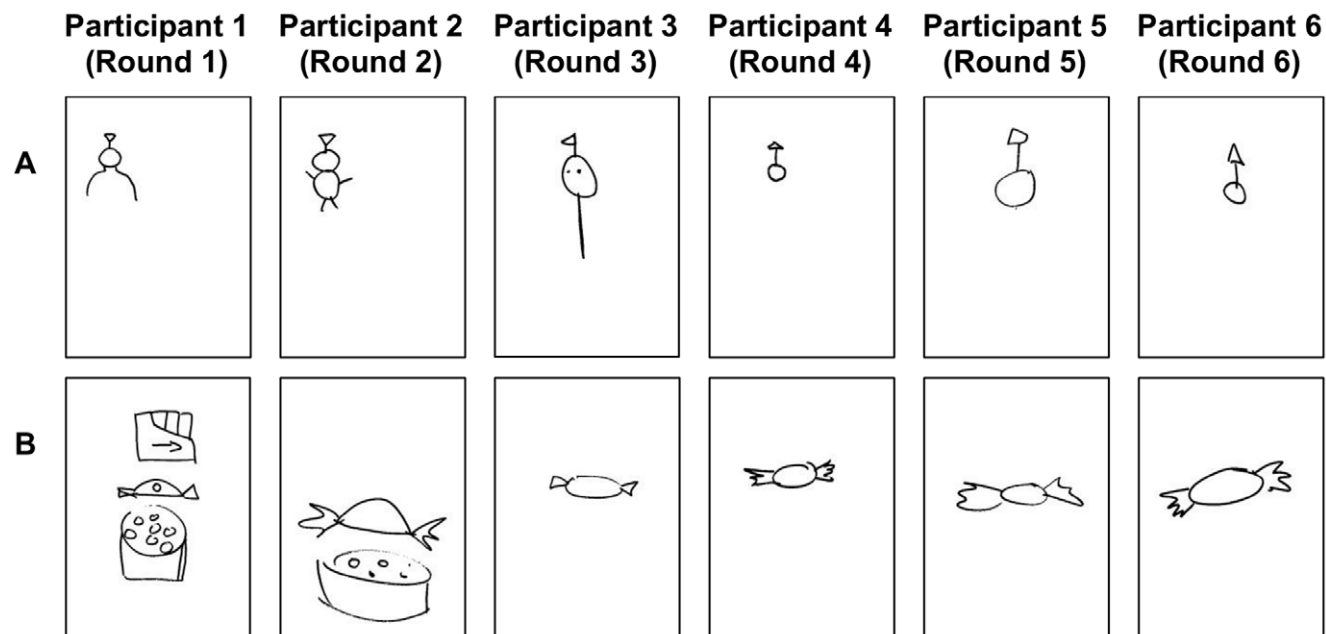 Participant 1 Participant 2 Participant 3 Participant 4 Participant 5 Participant 6
(Round 1) (Round 2) (Round 3) (Round 4) (Round 5) (Round 6)
A
B